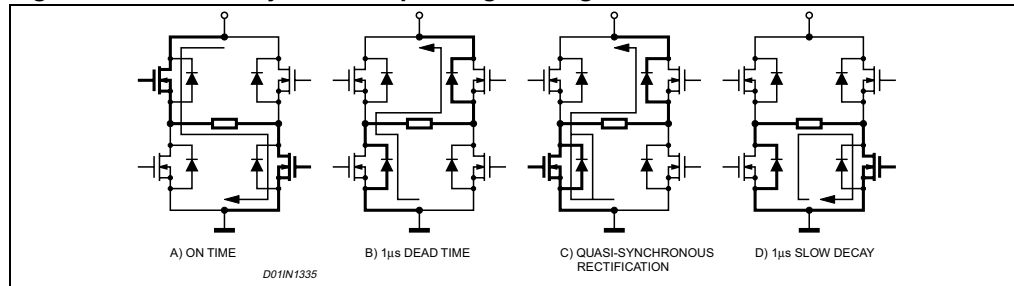 A) ON TIME
B) 1μs DEAD TIME
C) QUASI-SYNCHRONOUS
RECTIFICATION
D) 1μs SLOW DECAY
D01IN1335